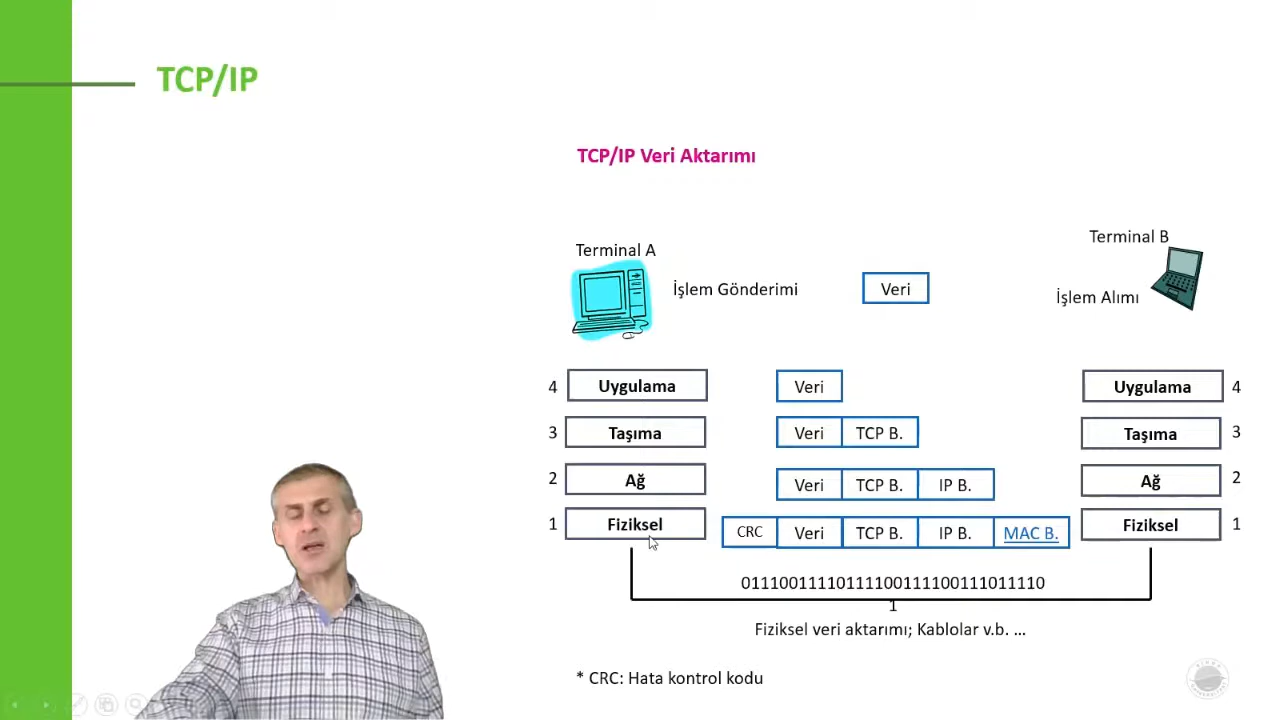 TCP/IP
TCP/IP Veri Aktarımı
Terminal A
Terminal B
İşlem Gönderimi
Veri
İşlem Alımı
4 Uygulama Veri Uygulama 4
3 Taşıma Veri TCP B. Taşıma 3
2 Ağ Veri TCP B. IP B. Ağ 2
1 Fiziksel CRC Veri TCP B. IP B. MAC B. Fiziksel 1
01110011110111100111100111011110
1
Fiziksel veri aktarımı; Kablolar v.b. ...
* CRC: Hata kontrol kodu